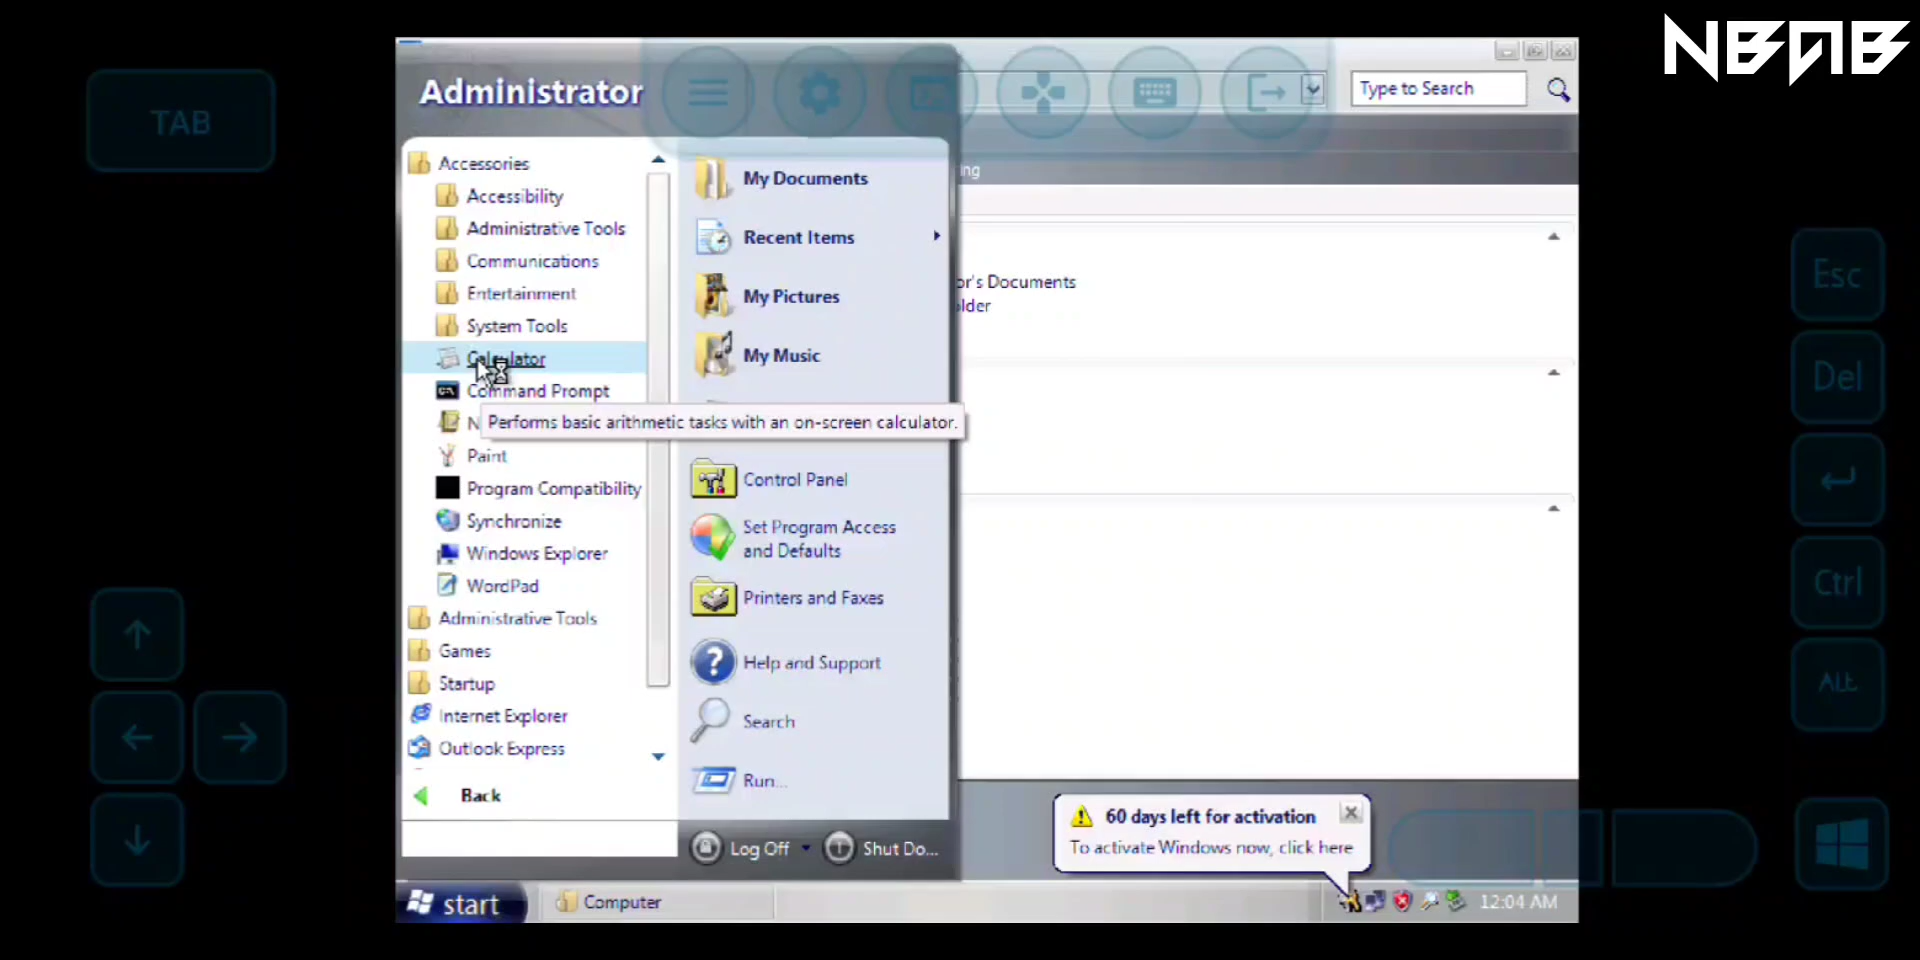 NBAB
TAB
Administrator
Type to Search
Accessories
Accessibility
Administrative Tools
Communications
Entertainment
System Tools
Calculator
Command Prompt
N
Performs basic arithmetic tasks with an on-screen calculator.
Paint
Program Compatibility
Synchronize
Windows Explorer
WordPad
Administrative Tools
Games
Startup
Internet Explorer
Outlook Express
Back
My Documents
Recent Items
My Pictures
My Music
Control Panel
Set Program Access
and Defaults
Printers and Faxes
Help and Support
Search
Run...
Log Off
Shut Do...
ing
or's Documents
older
60 days left for activation
To activate Windows now, click here
start
Computer
12:04 AM
Esc
Del
Ctrl
ALt